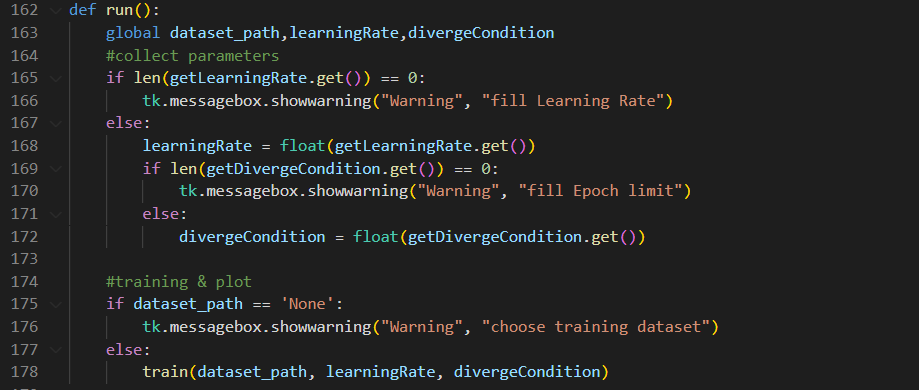 162 def run():
163 global dataset_path,learningRate,divergeCondition
164 #collect parameters
165 if len(getLearningRate.get()) == 0:
166 tk.messagebox.showwarning("Warning", "fill Learning Rate")
167 else:
168 learningRate = float(getLearningRate.get())
169 if len(getDivergeCondition.get()) == 0:
170 tk.messagebox.showwarning("Warning", "fill Epoch limit")
171 else:
172 divergeCondition = float(getDivergeCondition.get())
173
174 #training & plot
175 if dataset_path == 'None':
176 tk.messagebox.showwarning("Warning", "choose training dataset")
177 else:
178 train(dataset_path, learningRate, divergeCondition)